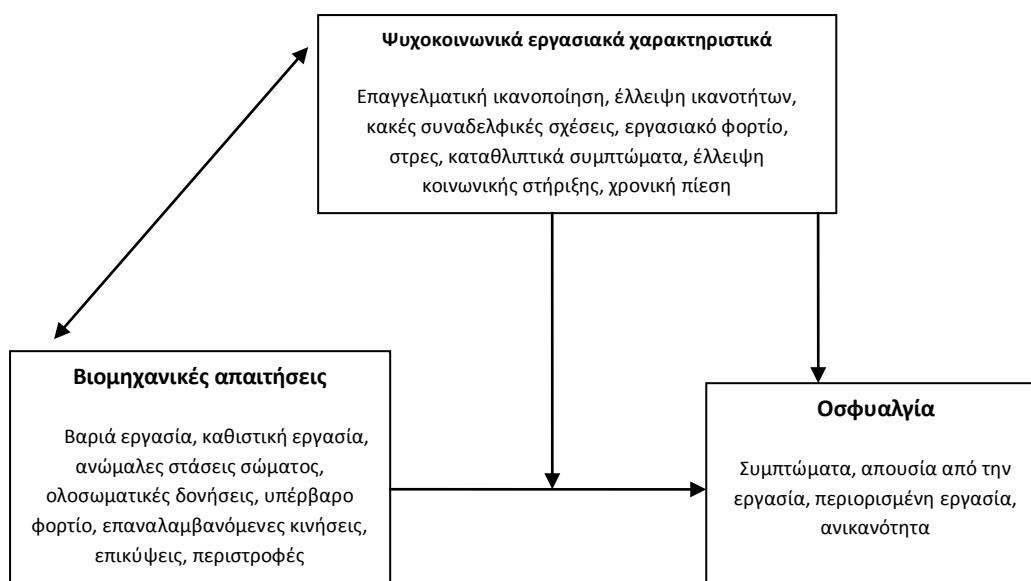 Ψυχοκοινωνικά εργασιακά χαρακτηριστικά
Επαγγελματική ικανοποίηση, έλλειψη ικανοτήτων,
κακές συναδελφικές σχέσεις, εργασιακό φορτίο,
στρες, καταθλιπτικά συμπτώματα, έλλειψη
κοινωνικής στήριξης, χρονική πίεση
Βιομηχανικές απαιτήσεις
Βαριά εργασία, καθιστική εργασία,
ανώμαλες στάσεις σώματος,
ολοσωματικές δονήσεις, υπέρβαρο
φορτίο, επαναλαμβανόμενες κινήσεις,
επικύψεις, περιστροφές
Οσφυαλγία
Συμπτώματα, απουσία από την
εργασία, περιορισμένη εργασία,
ανικανότητα